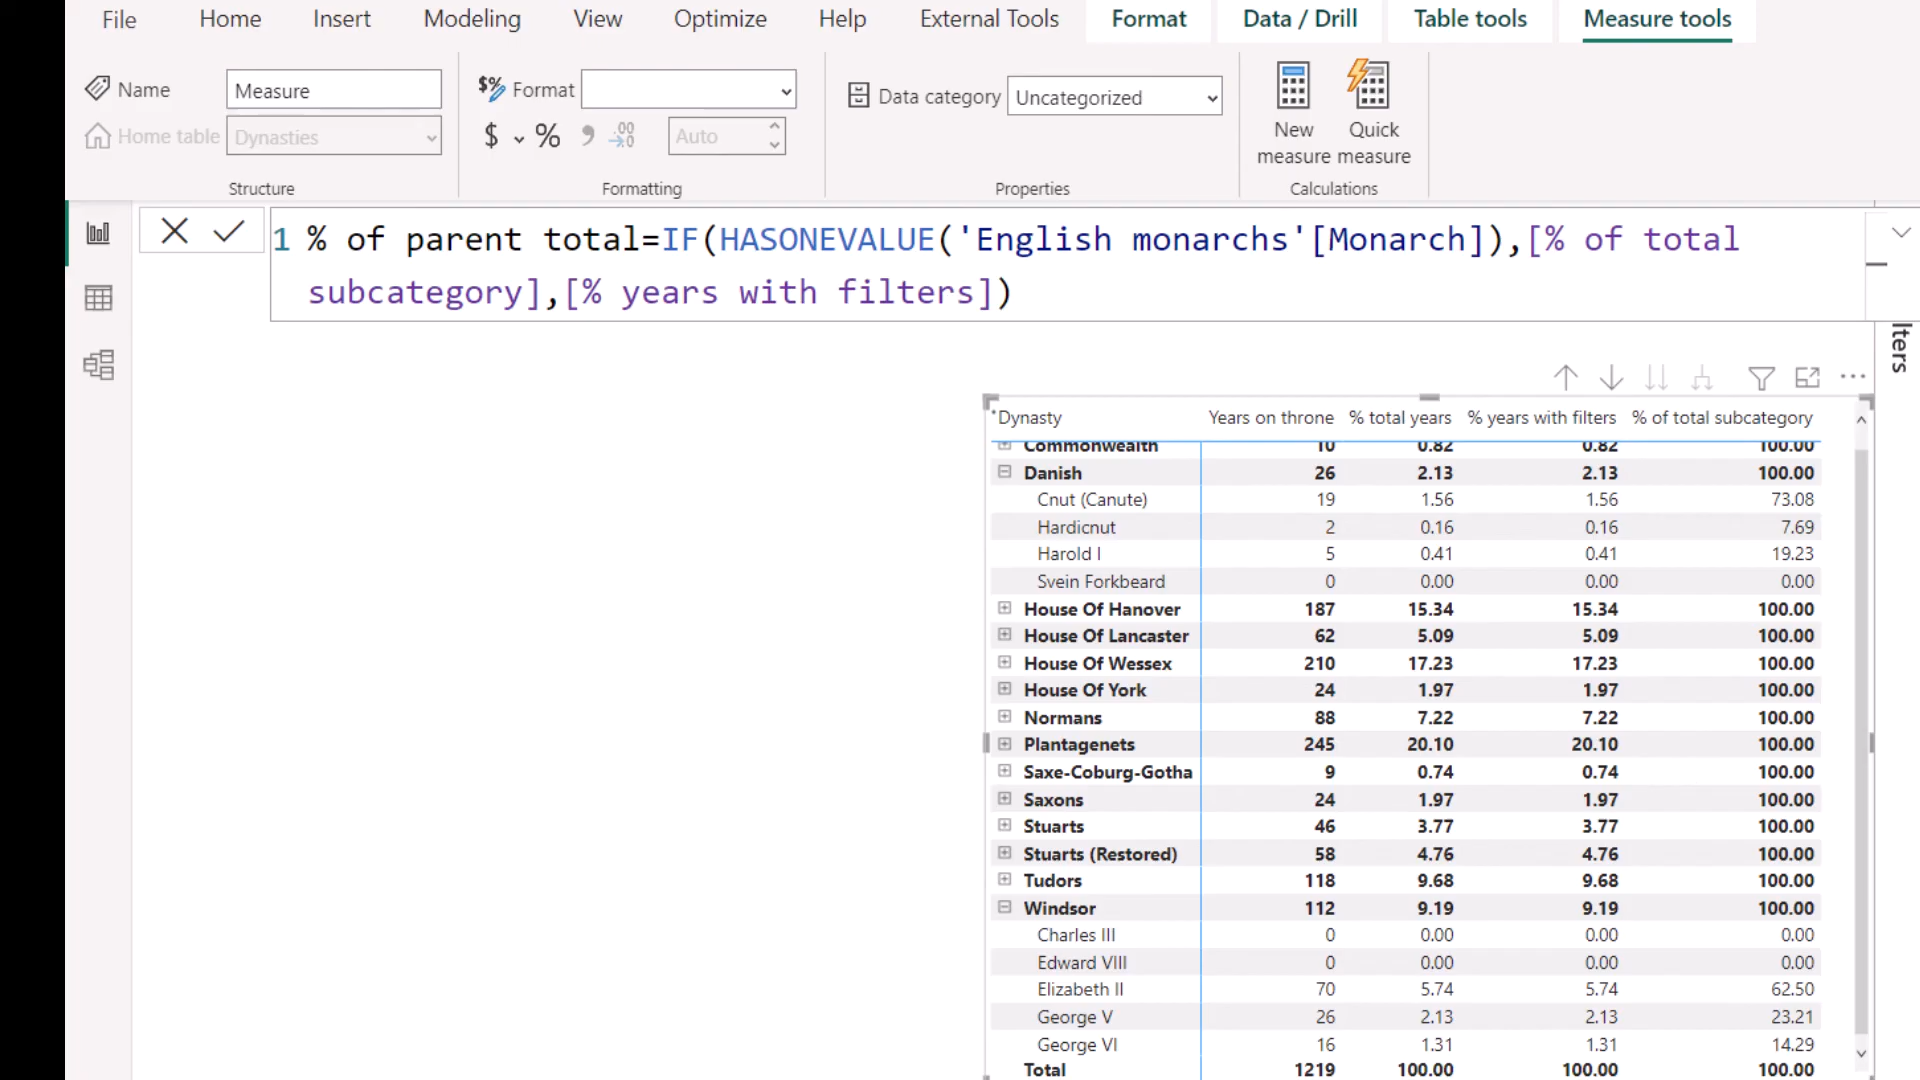 File Home Insert Modeling View Optimize Help External Tools Format Data / Drill Table tools Measure tools
Name Measure Format Data category Uncategorized
Home table Dynasties $ % Auto
New measure
Quick measure
Structure Formatting Properties Calculations
1 % of parent total=IF(HASONEVALUE('English monarchs'[Monarch]),[% of total
subcategory],[% years with filters])
lters
Dynasty Years on throne % total years % years with filters % of total subcategory
Commonwealth 10 0.82 0.82 100.00
Danish 26 2.13 2.13 100.00
Cnut (Canute) 19 1.56 1.56 73.08
Hardicnut 2 0.16 0.16 7.69
Harold I 5 0.41 0.41 19.23
Svein Forkbeard 0 0.00 0.00 0.00
House Of Hanover 187 15.34 15.34 100.00
House Of Lancaster 62 5.09 5.09 100.00
House Of Wessex 210 17.23 17.23 100.00
House Of York 24 1.97 1.97 100.00
Normans 88 7.22 7.22 100.00
Plantagenets 245 20.10 20.10 100.00
Saxe-Coburg-Gotha 9 0.74 0.74 100.00
Saxons 24 1.97 1.97 100.00
Stuarts 46 3.77 3.77 100.00
Stuarts (Restored) 58 4.76 4.76 100.00
Tudors 118 9.68 9.68 100.00
Windsor 112 9.19 9.19 100.00
Charles III 0 0.00 0.00 0.00
Edward VIII 0 0.00 0.00 0.00
Elizabeth II 70 5.74 5.74 62.50
George V 26 2.13 2.13 23.21
George VI 16 1.31 1.31 14.29
Total 1219 100.00 100.00 100.00